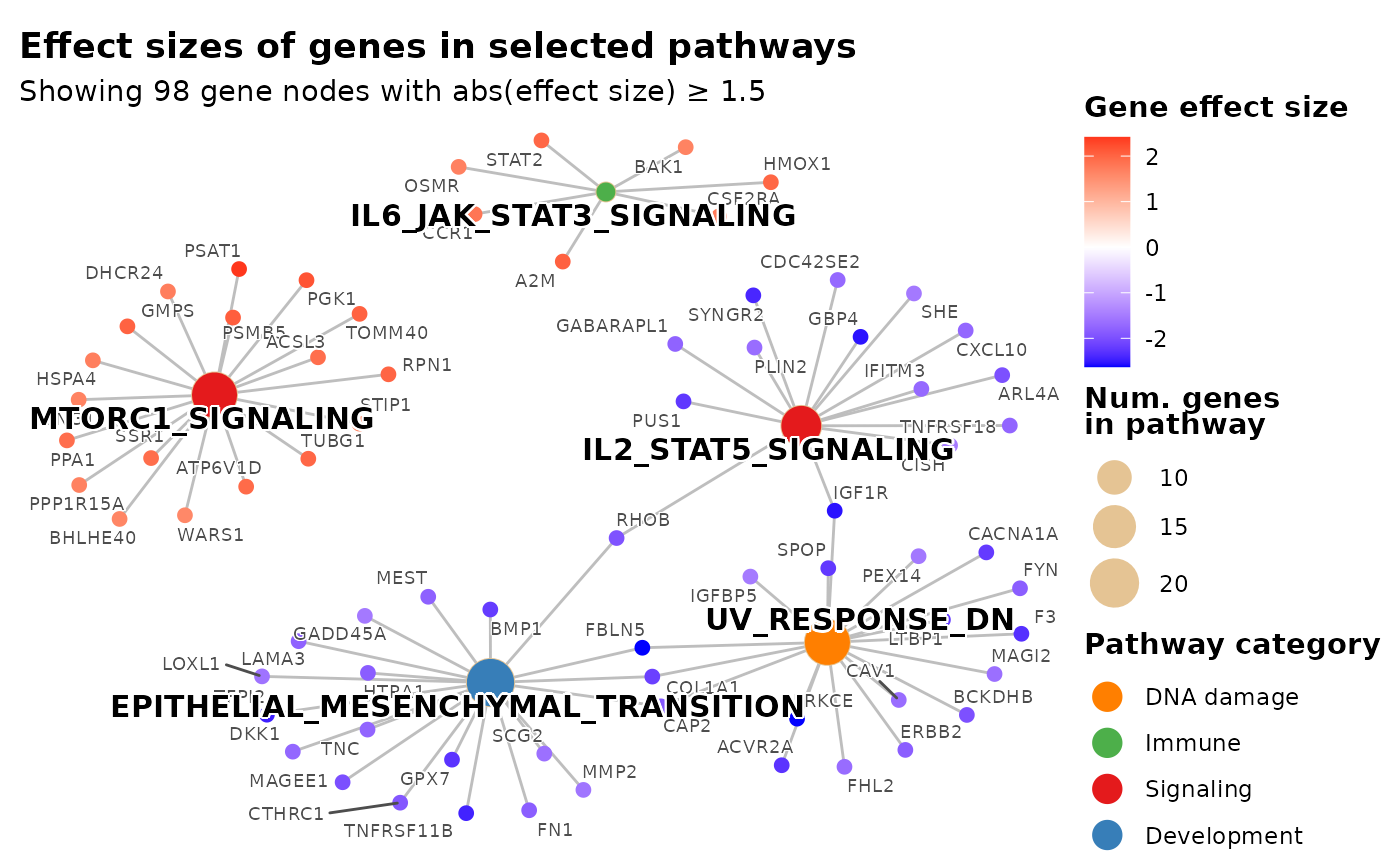 Effect sizes of genes in selected pathways
Showing 98 gene nodes with abs(effect size) ≥ 1.5
STAT2
BAK1
HMOX1
OSMR
CSF2RA
IL6_JAK_STAT3_SIGNALING
CCR1
A2M
PSAT1
DHCR24
GMPS
PGK1
PSMB5
ACSL3
TOMM40
RPN1
HSPA4
STIP1
MTORC1_SIGNALING
SSR1
TUBG1
PPA1
ATP6V1D
PPP1R15A
BHLHE40
WARS1
CDC42SE2
SYNGR2
GBP4
SHE
GABARAPL1
CXCL10
PLIN2
IFITM3
ARL4A
PUS1
TNFRSF18
IL2_STAT5_SIGNALING
CISH
IGF1R
RHOB
SPOP
PEX14
CACNA1A
FYN
IGFBP5
UV_RESPONSE_DN
F3
LTBP1
MAGI2
CAV1
BCKDHB
ERBB2
FHL2
ACVR2A
RKCE
MEST
GADD45A
BMP1
FBLN5
LOXL1
LAMA3
HTRA1
COL1A1
EPITHELIAL_MESENCHYMAL_TRANSITION
CAP2
DKK1
TNC
SCG2
MAGEE1
GPX7
MMP2
CTHRC1
TNFRSF11B
FN1
Gene effect size
2
1
0
-1
-2
Num. genes
in pathway
10
15
20
Pathway category
DNA damage
Immune
Signaling
Development